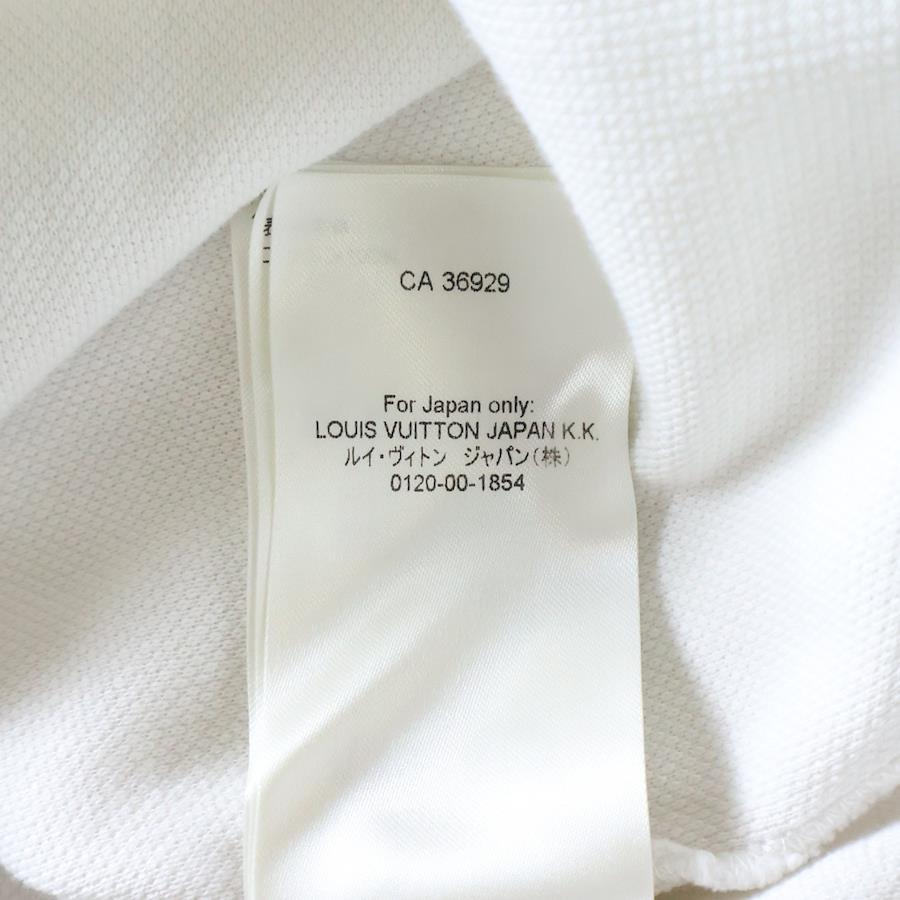 CA 36929
For Japan only:
LOUIS VUITTON JAPAN K.K.
ルイ・ヴィトン ジャパン(株)
0120-00-1854